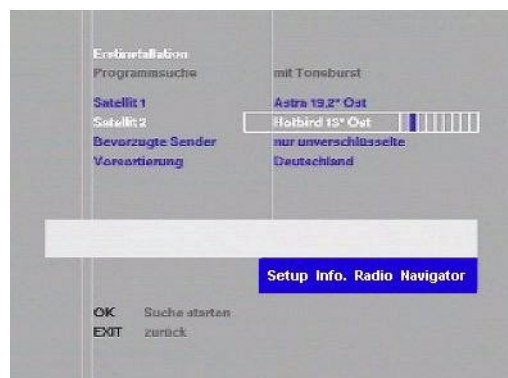 Erstinstallation
Programmsuche mit Toneburst
Satellit 1 Astra 19,2° Ost
Satellit 2 Hotbird 13° Ost
Bevorzugte Sender nur unverschlüsselte
Vorsortierung Deutschland
Setup Info. Radio Navigator
OK Suche starten
EXIT zurück